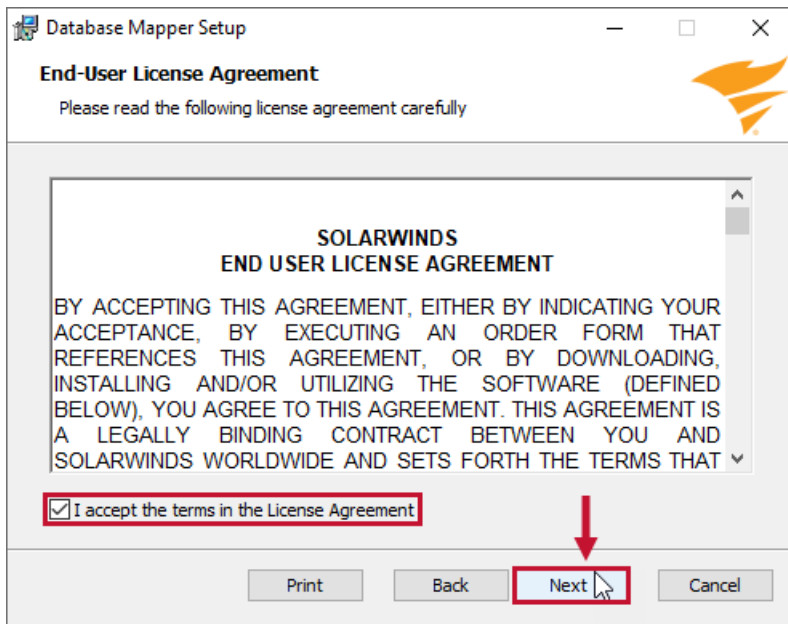 Database Mapper Setup
End-User License Agreement
Please read the following license agreement carefully
SOLARWINDS
END USER LICENSE AGREEMENT
BY ACCEPTING THIS AGREEMENT, EITHER BY INDICATING YOUR
ACCEPTANCE, BY EXECUTING AN ORDER FORM THAT
REFERENCES THIS AGREEMENT, OR BY DOWNLOADING,
INSTALLING AND/OR UTILIZING THE SOFTWARE (DEFINED
BELOW), YOU AGREE TO THIS AGREEMENT. THIS AGREEMENT IS
A LEGALLY BINDING CONTRACT BETWEEN YOU AND
SOLARWINDS WORLDWIDE AND SETS FORTH THE TERMS THAT
I accept the terms in the License Agreement
Print Back Next Cancel